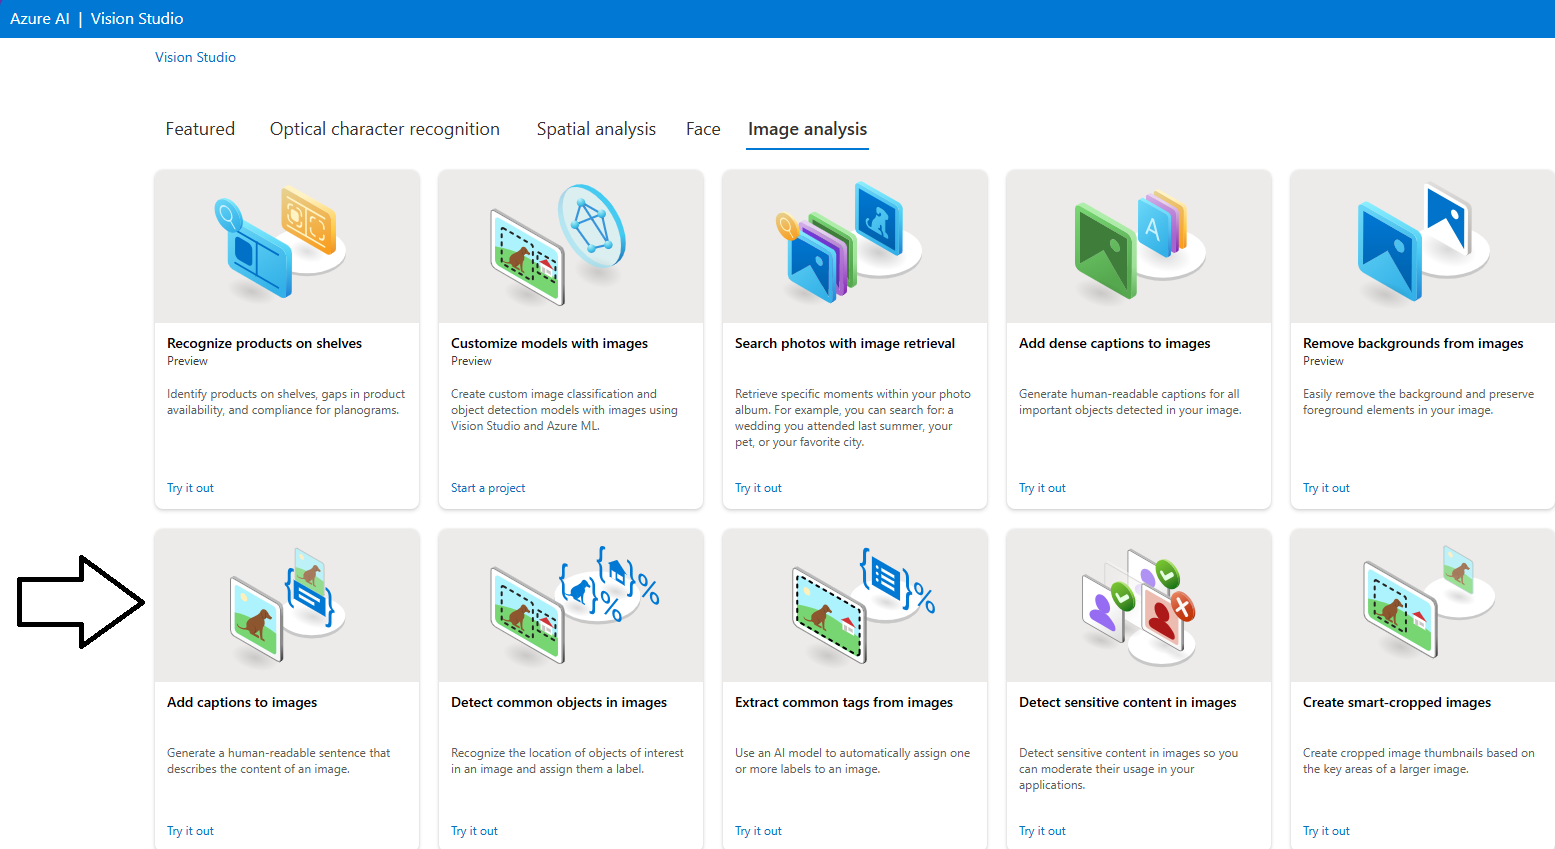 Azure AI | Vision Studio
Vision Studio
Featured Optical character recognition Spatial analysis Face Image analysis
A
Recognize products on shelves
Preview
Identify products on shelves, gaps in product
availability, and compliance for planograms.
Try it out
Customize models with images
Preview
Create custom image classification and
object detection models with images using
Vision Studio and Azure ML.
Start a project
Search photos with image retrieval
Retrieve specific moments within your photo
album. For example, you can search for: a
wedding you attended last summer, your
pet, or your favorite city.
Try it out
Add dense captions to images
Generate human-readable captions for all
important objects detected in your image.
Try it out
Remove backgrounds from images
Preview
Easily remove the background and preserve
foreground elements in your image.
Try it out
Add captions to images
Generate a human-readable sentence that
describes the content of an image.
Try it out
{ } % { } %
Detect common objects in images
Recognize the location of objects of interest
in an image and assign them a label.
Try it out
{ } %
Extract common tags from images
Use an AI model to automatically assign one
or more labels to an image.
Try it out
Detect sensitive content in images
Detect sensitive content in images so you
can moderate their usage in your
applications.
Try it out
Create smart-cropped images
Create cropped image thumbnails based on
the key areas of a larger image.
Try it out